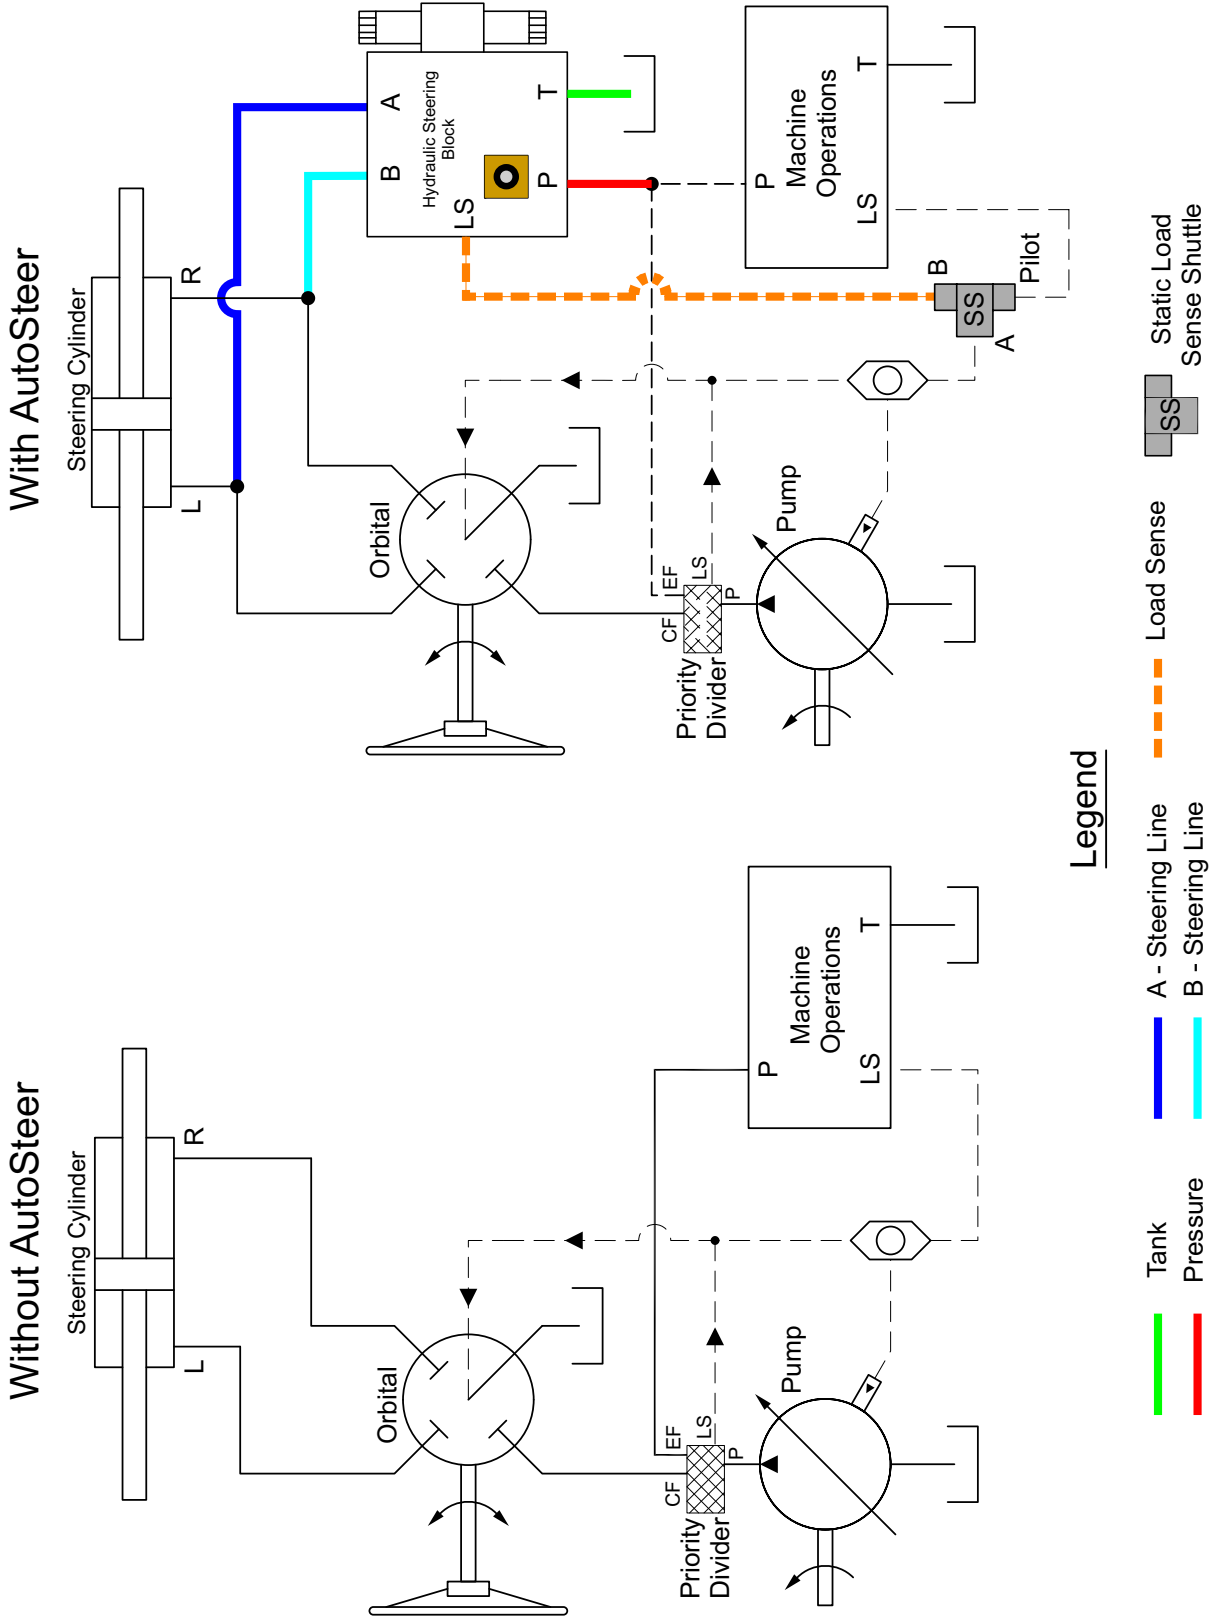 Without AutoSteer
Steering Cylinder
L
R
Orbital
CF
EF
LS
P
Priority
Divider
Pump
P
Machine
Operations
LS
T
With AutoSteer
Steering Cylinder
L
R
Orbital
B
A
Hydraulic Steering
Block
LS
P
T
CF
EF
LS
P
Priority
Divider
Pump
P
Machine
Operations
LS
T
B
SS
A
Pilot
Legend
Tank
Pressure
A - Steering Line
B - Steering Line
Load Sense
SS
Static Load
Sense Shuttle